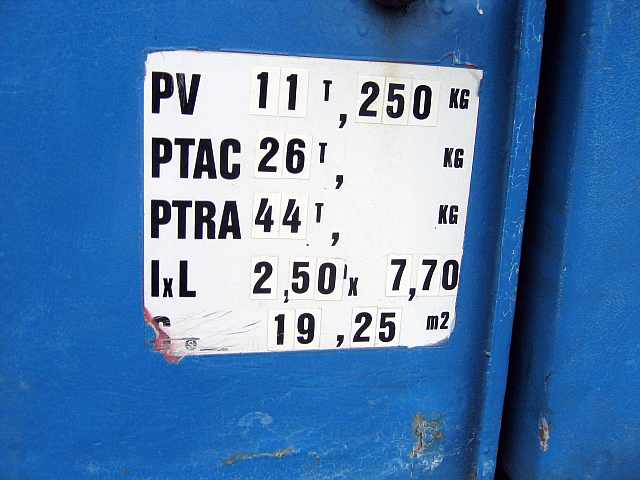 PV 11 T, 250 KG
PTAC 26 T, KG
PTRA 44 T, KG
IxL 2,50 x 7,70
19,25 m2